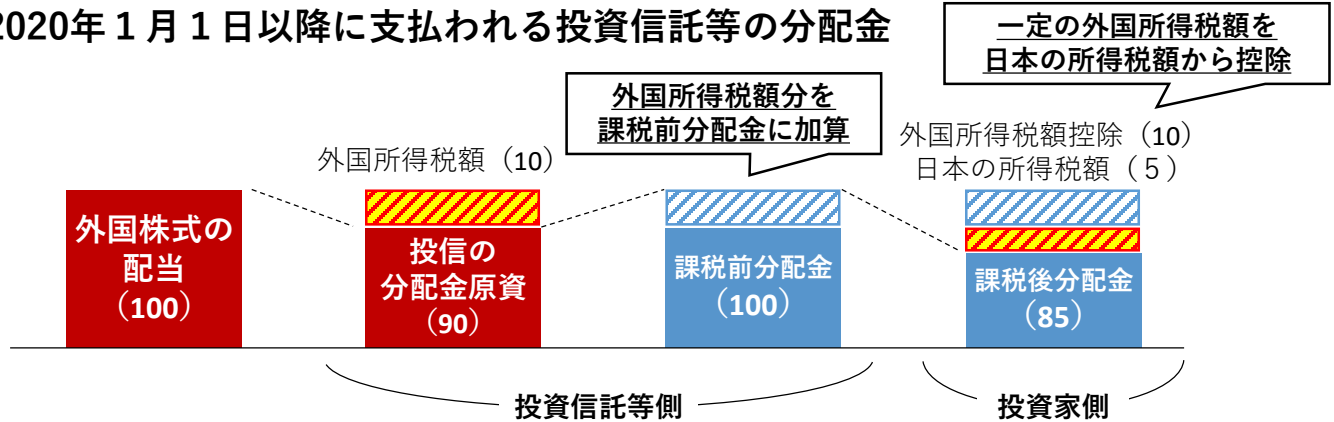 2020年１月１日以降に支払われる投資信託等の分配金
一定の外国所得税額を
日本の所得税額から控除
外国所得税額分を
課税前分配金に加算
外国所得税額（10）
外国所得税額控除（10）
日本の所得税額（５）
外国株式の
配当
（100）
投信の
分配金原資
（90）
課税前分配金
（100）
課税後分配金
（85）
投資信託等側
投資家側